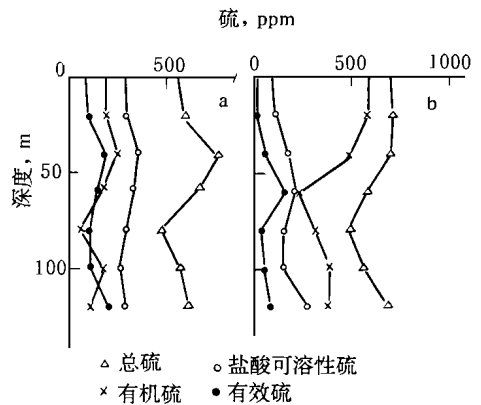 硫，ppm
0 500 0 500 1000
a b
50
100
深度，m
△ 总硫 ○ 盐酸可溶性硫
× 有机硫 ● 有效硫